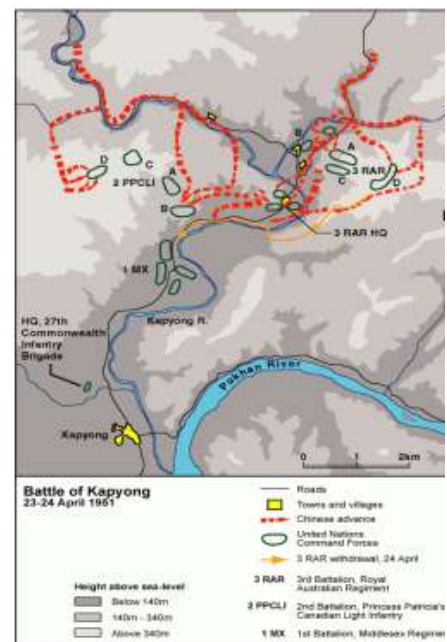 B
A
D
C
A
3 RAR
2 PPCLI
C
D
B
3 RAR HQ
1 MX
HQ, 27th
Commonwealth
Infantry
Brigade
Kapyong R.
Pukhan River
Kapyong
0 1 2km
Battle of Kapyong
23-24 April 1951
Roads
Towns and villages
Chinese advance
United Nations
Command Forces
3 RAR withdrawal, 24 April
Height above sea-level
Below 140m
140m - 340m
Above 340m
3 RAR 3rd Battalion, Royal
Australian Regiment
2 PPCLI 2nd Battalion, Princess Patricia's
Canadian Light Infantry
1 MX 1st Battalion, Middlesex Regime